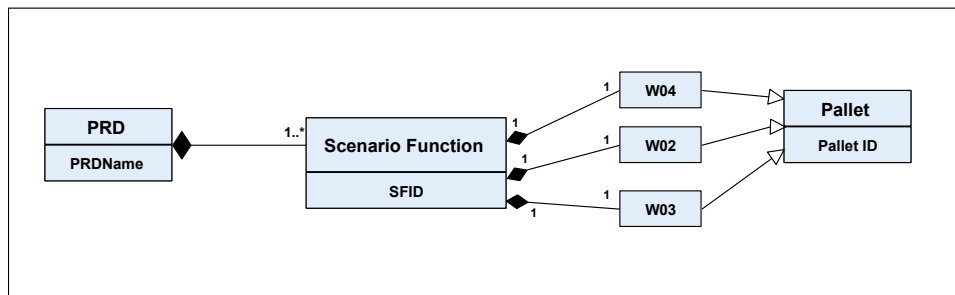 PRD
PRDName
1..*
Scenario Function
SFID
1
1
W04
1
1
W02
1
1
W03
Pallet
Pallet ID